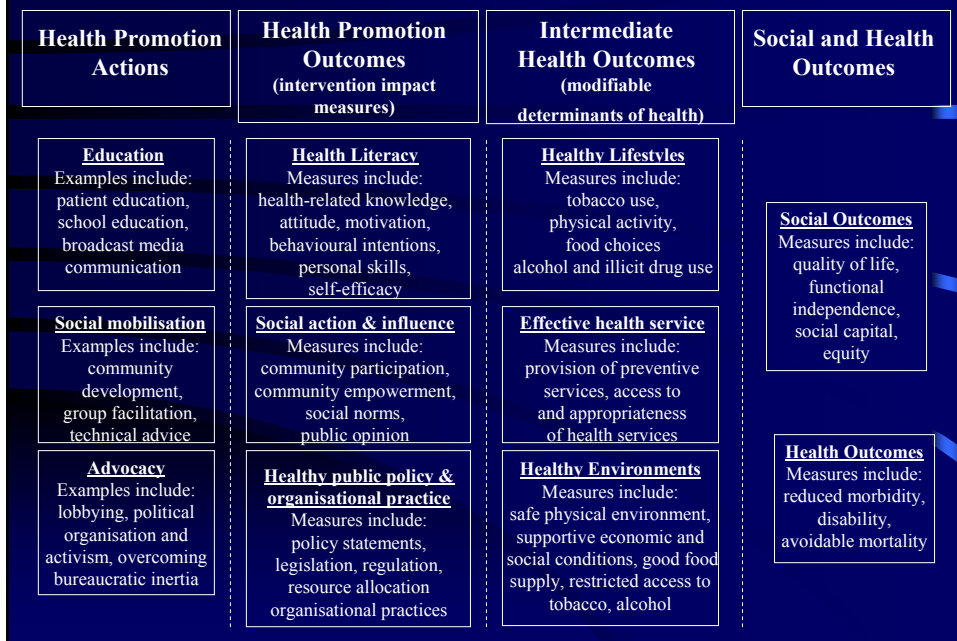 Health Promotion
Actions
Health Promotion
Outcomes
(intervention impact
measures)
Intermediate
Health Outcomes
(modifiable
determinants of health)
Social and Health
Outcomes
Education
Examples include:
patient education,
school education,
broadcast media
communication
Social mobilisation
Examples include:
community
development,
group facilitation,
technical advice
Advocacy
Examples include:
lobbying, political
organisation and
activism, overcoming
bureaucratic inertia
Health Literacy
Measures include:
health-related knowledge,
attitude, motivation,
behavioural intentions,
personal skills,
self-efficacy
Social action & influence
Measures include:
community participation,
community empowerment,
social norms,
public opinion
Healthy public policy &
organisational practice
Measures include:
policy statements,
legislation, regulation,
resource allocation
organisational practices
Healthy Lifestyles
Measures include:
tobacco use,
physical activity,
food choices
alcohol and illicit drug use
Effective health service
Measures include:
provision of preventive
services, access to
and appropriateness
of health services
Healthy Environments
Measures include:
safe physical environment,
supportive economic and
social conditions, good food
supply, restricted access to
tobacco, alcohol
Social Outcomes
Measures include:
quality of life,
functional
independence,
social capital,
equity
Health Outcomes
Measures include:
reduced morbidity,
disability,
avoidable mortality